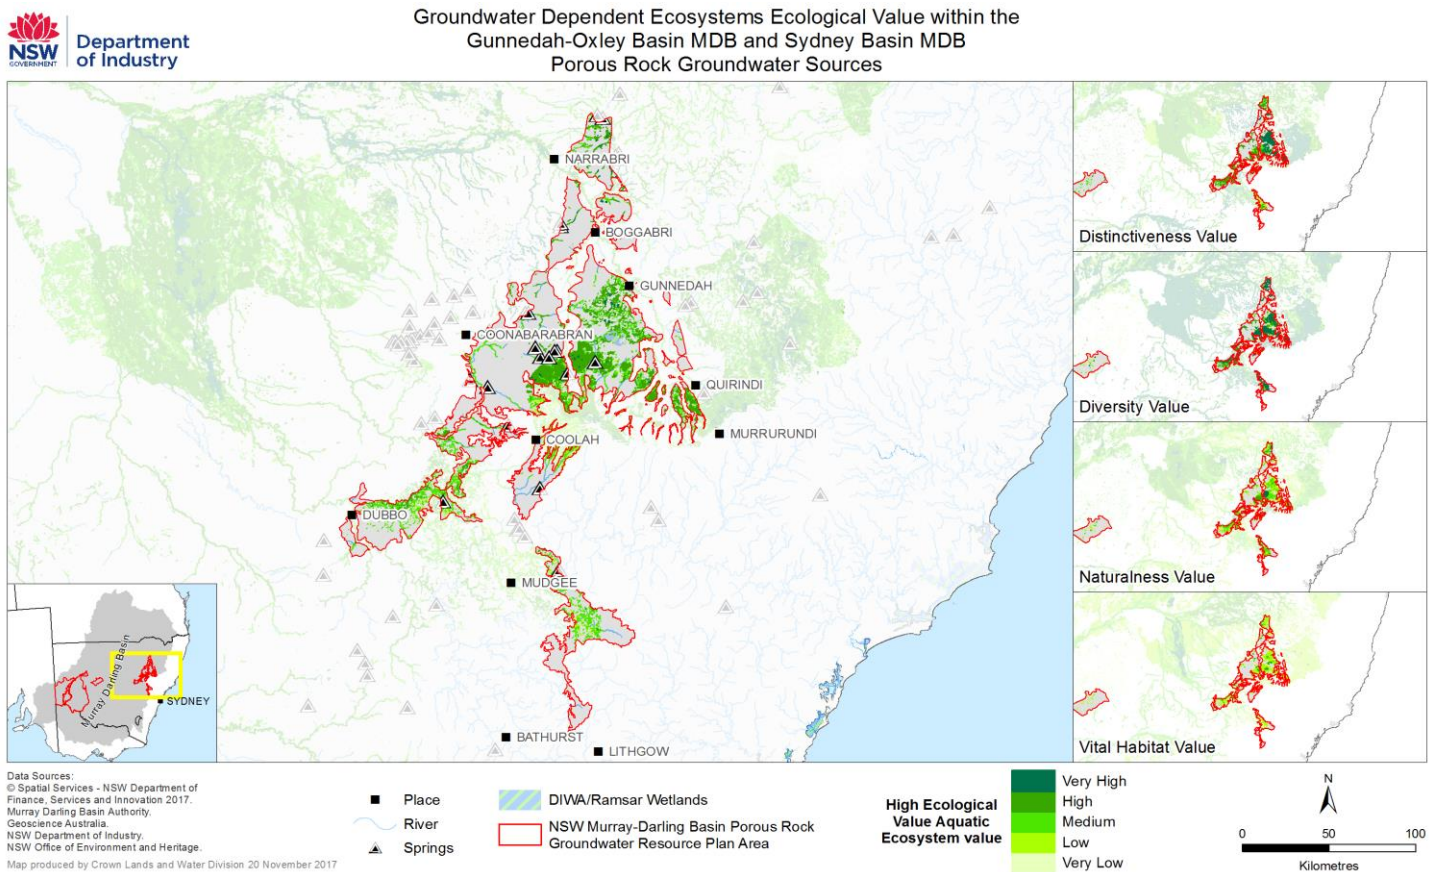 NSW
GOVERNMENT
Department
of Industry
Groundwater Dependent Ecosystems Ecological Value within the
Gunnedah-Oxley Basin MDB and Sydney Basin MDB
Porous Rock Groundwater Sources
NARRABRI
BOGGABRI
GUNNEDAH
COONABARABRAN
QUIRINDI
MURRURUNDI
COOLAH
DUBBO
MUDGEE
BATHURST
LITHGOW
Murray Darling Basin
SYDNEY
Distinctiveness Value
Diversity Value
Naturalness Value
Vital Habitat Value
Data Sources:
© Spatial Services - NSW Department of
Finance, Services and Innovation 2017.
Murray Darling Basin Authority.
Geoscience Australia.
NSW Department of Industry.
NSW Office of Environment and Heritage.
Map produced by Crown Lands and Water Division 20 November 2017
Place
River
Springs
DIWA/Ramsar Wetlands
NSW Murray-Darling Basin Porous Rock
Groundwater Resource Plan Area
High Ecological
Value Aquatic
Ecosystem value
Very High
High
Medium
Low
Very Low
N
0 50 100
Kilometres